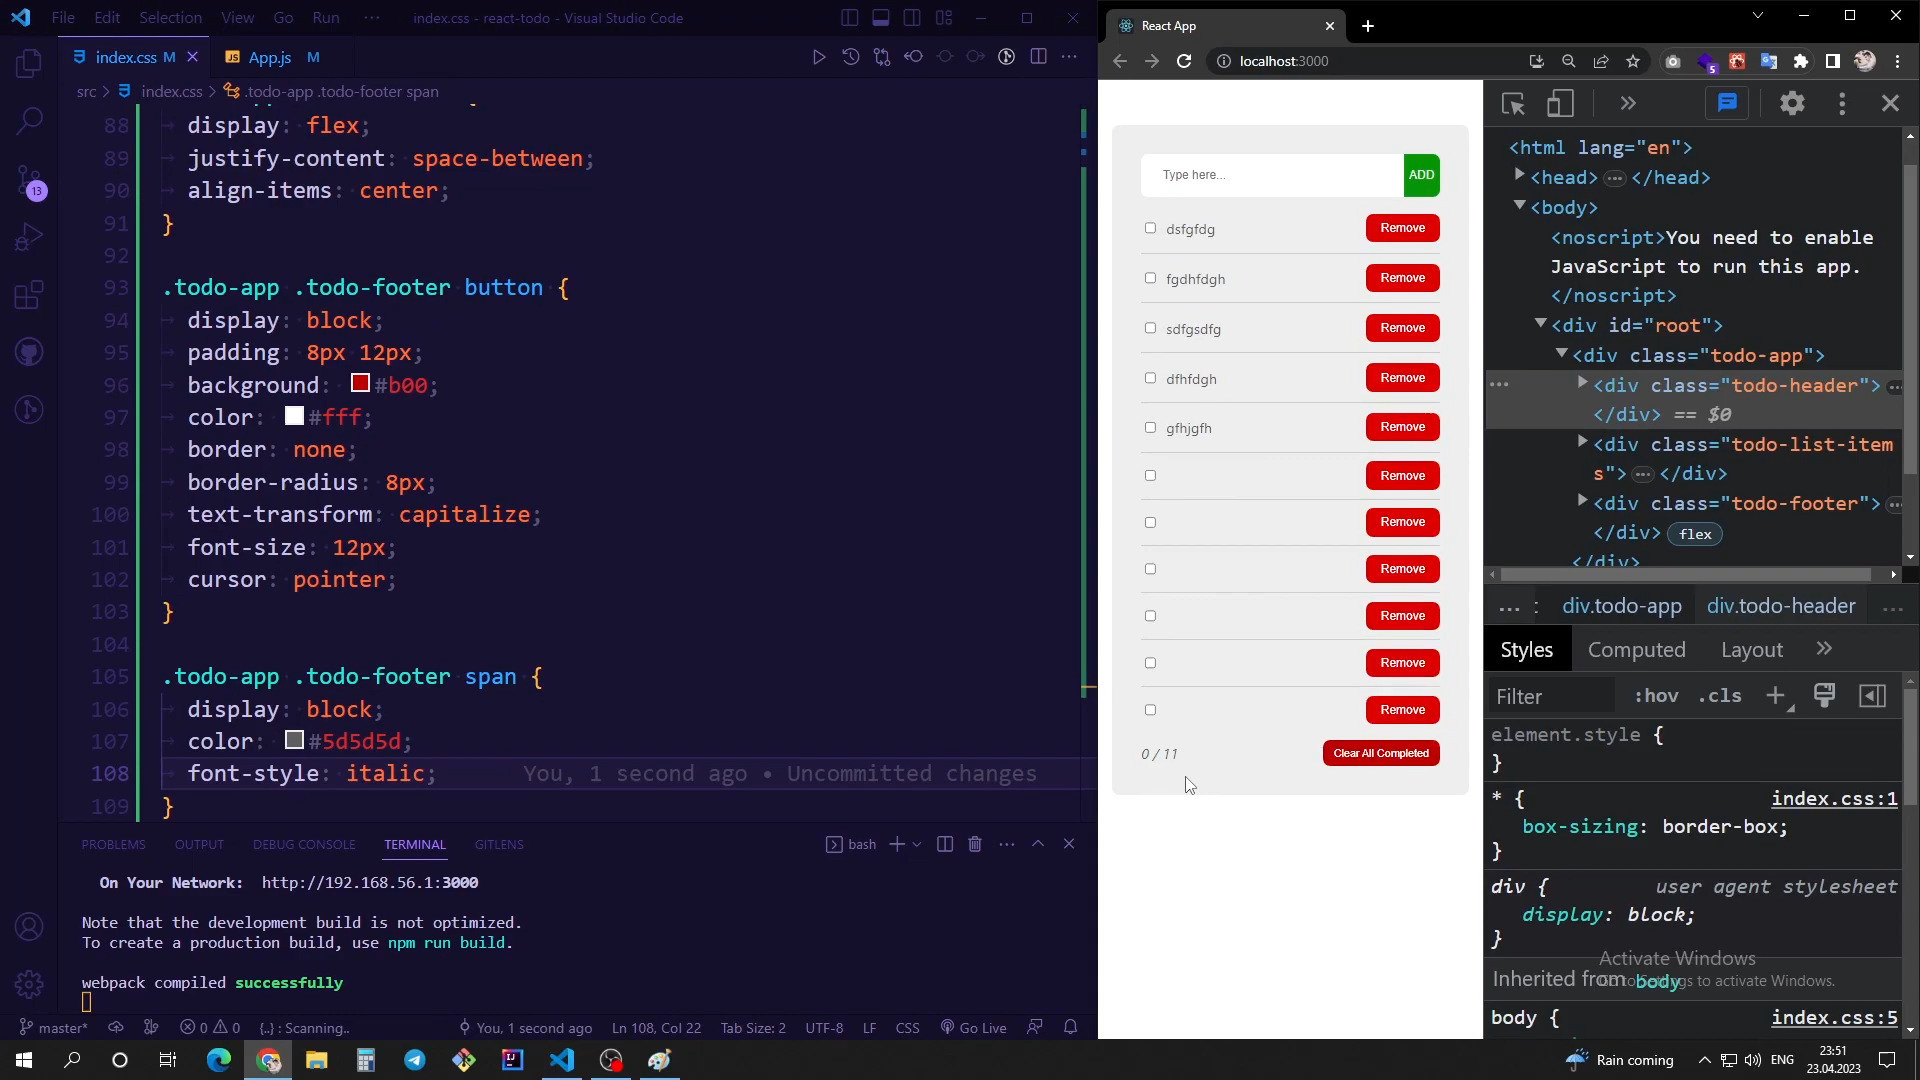 File Edit Selection View Go Run ··· index.css - react-todo - Visual Studio Code
index.css M App.js M
src > index.css > .todo-app .todo-footer span
88 display: flex;
89 justify-content: space-between;
90 align-items: center;
91 }
92
93 .todo-app .todo-footer button {
94 display: block;
95 padding: 8px 12px;
96 background: #b00;
97 color: #fff;
98 border: none;
99 border-radius: 8px;
100 text-transform: capitalize;
101 font-size: 12px;
102 cursor: pointer;
103 }
104
105 .todo-app .todo-footer span {
106 display: block;
107 color: #5d5d5d;
108 font-style: italic; You, 1 second ago • Uncommitted changes
109 }
13
PROBLEMS OUTPUT DEBUG CONSOLE TERMINAL GITLENS bash
On Your Network: http://192.168.56.1:3000
Note that the development build is not optimized.
To create a production build, use npm run build.
webpack compiled successfully
master* 0 0 {..} : Scanning.. You, 1 second ago Ln 108, Col 22 Tab Size: 2 UTF-8 LF CSS Go Live
React App
localhost:3000
5
Type here... ADD
dsfgfdg Remove
fgdhfdgh Remove
sdfgsdfg Remove
dfhfdgh Remove
gfhjgfh Remove
Remove
Remove
Remove
Remove
Remove
Remove
0 / 11 Clear All Completed
<html lang="en">
<head> ··· </head>
<body>
<noscript>You need to enable
JavaScript to run this app.
</noscript>
<div id="root">
<div class="todo-app">
··· <div class="todo-header"> ···
</div> == $0
<div class="todo-list-item
s"> ··· </div>
<div class="todo-footer"> ···
</div> flex
</div>
... div.todo-app div.todo-header ...
Styles Computed Layout
Filter :hov .cls
element.style {
}
* { index.css:1
box-sizing: border-box;
}
div { user agent stylesheet
display: block;
}
Activate Windows
Go to Settings to activate Windows.
Inherited from body
body { index.css:5
Rain coming ENG 23:51
23.04.2023